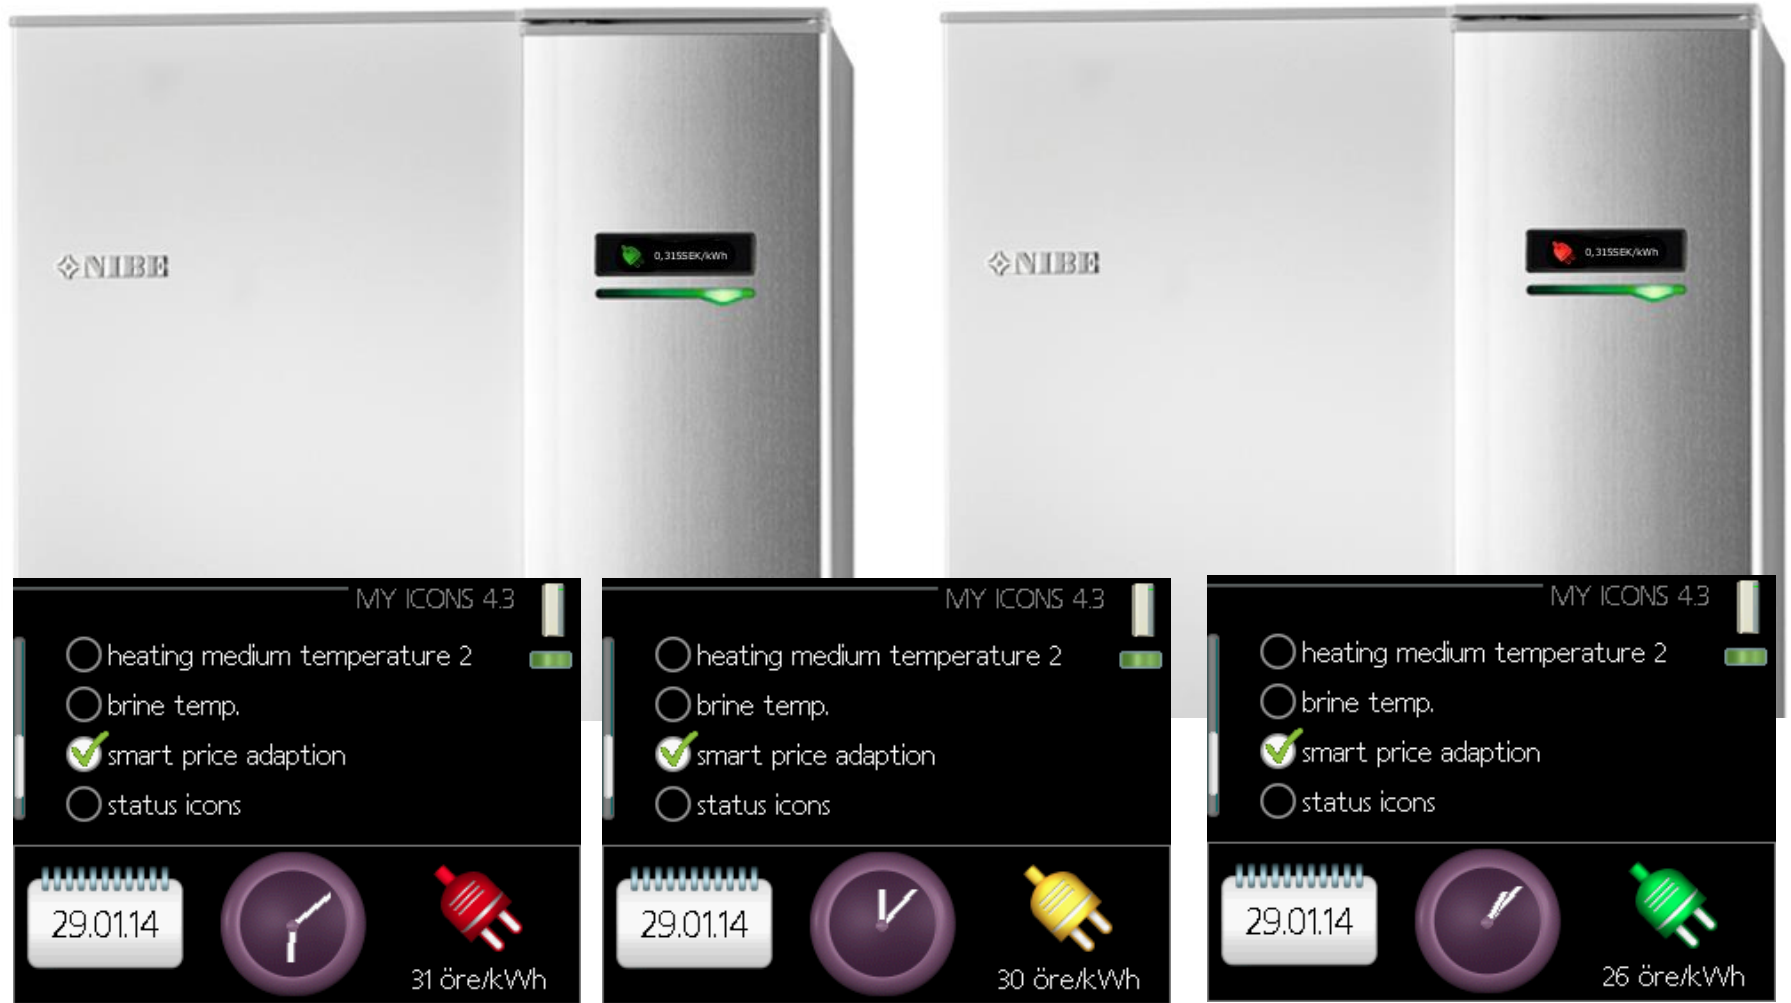 NIBE
0,315SEK/kWh
NIBE
0,315SEK/kWh
MY ICONS 4.3
heating medium temperature 2
brine temp.
smart price adaption
status icons
29.01.14
31 öre/kWh
MY ICONS 4.3
heating medium temperature 2
brine temp.
smart price adaption
status icons
29.01.14
30 öre/kWh
MY ICONS 4.3
heating medium temperature 2
brine temp.
smart price adaption
status icons
29.01.14
26 öre/kWh